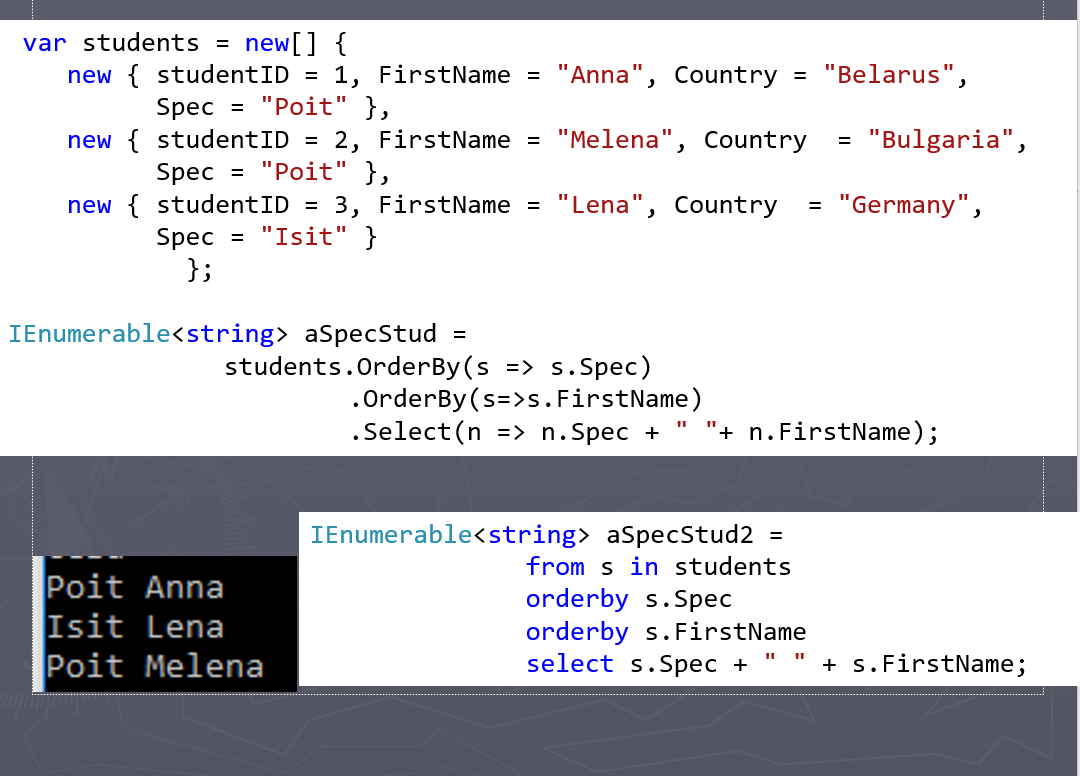 var students = new[] {
new { studentID = 1, FirstName = "Anna", Country = "Belarus",
Spec = "Poit" },
new { studentID = 2, FirstName = "Melena", Country  = "Bulgaria",
Spec = "Poit" },
new { studentID = 3, FirstName = "Lena", Country  = "Germany",
Spec = "Isit" }
};
IEnumerable<string> aSpecStud =
students.OrderBy(s => s.Spec)
.OrderBy(s=>s.FirstName)
.Select(n => n.Spec + " "+ n.FirstName);
IEnumerable<string> aSpecStud2 =
from s in students
orderby s.Spec
orderby s.FirstName
select s.Spec + " " + s.FirstName;
Poit Anna
Isit Lena
Poit Melena